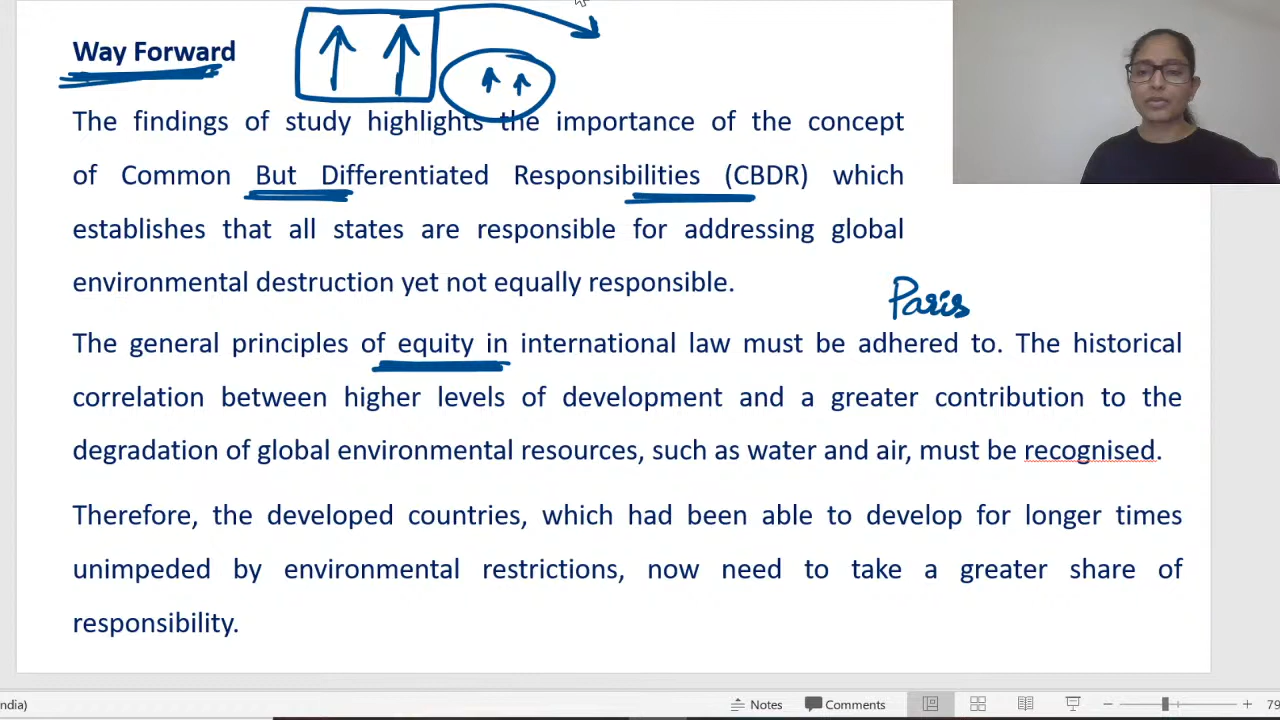 Way Forward
The findings of study highlights the importance of the concept
of Common But Differentiated Responsibilities (CBDR) which
establishes that all states are responsible for addressing global
environmental destruction yet not equally responsible.
Paris
The general principles of equity in international law must be adhered to. The historical
correlation between higher levels of development and a greater contribution to the
degradation of global environmental resources, such as water and air, must be recognised.
Therefore, the developed countries, which had been able to develop for longer times
unimpeded by environmental restrictions, now need to take a greater share of
responsibility.
ndia) Notes Comments 79